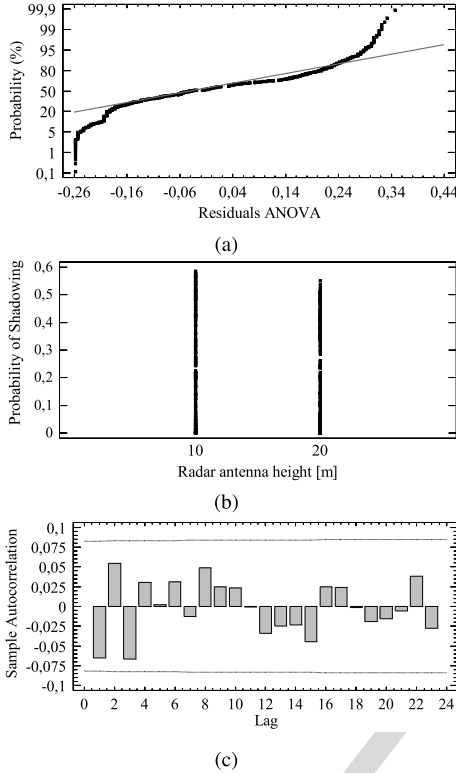 99,9
99
95
80
50
20
5
1
0,1
Probability (%)
-0,26 -0,16 -0,06 0,04 0,14 0,24 0,34 0,44
Residuals ANOVA
(a)
0,6
0,5
0,4
0,3
0,2
0,1
0
Probability of Shadowing
10 20
Radar antenna height [m]
(b)
0,1
0,075
0,05
0,025
0
-0,025
-0,05
-0,075
-0,1
Sample Autocorrelation
0 2 4 6 8 10 12 14 16 18 20 22 24
Lag
(c)